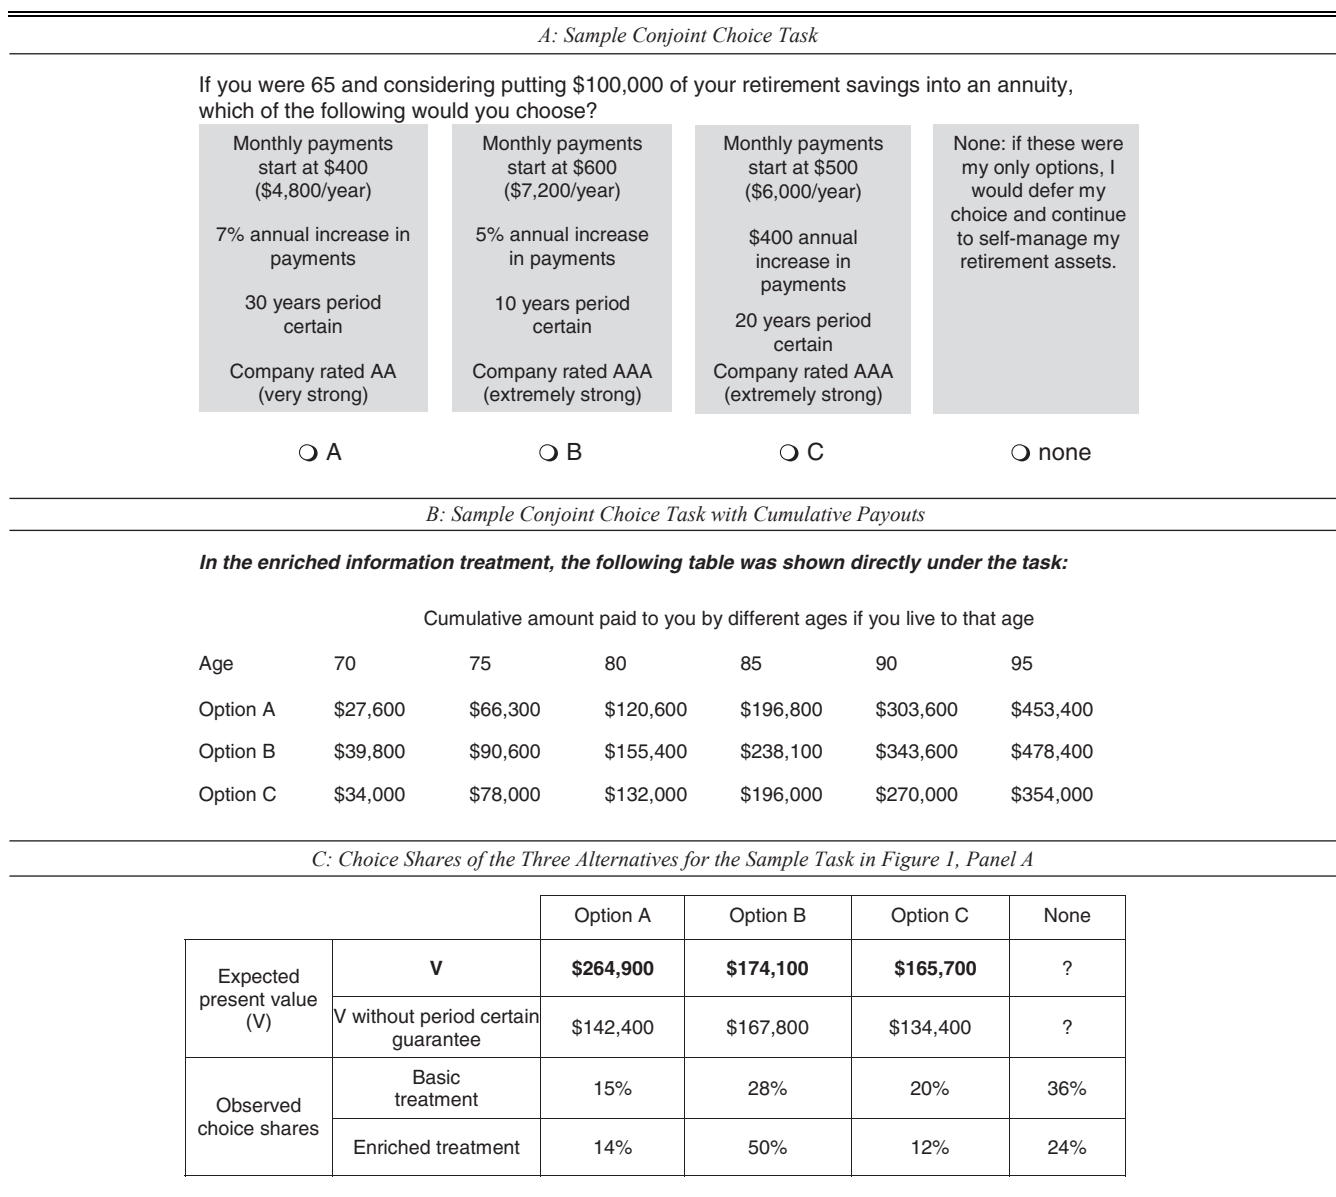 A: Sample Conjoint Choice Task
If you were 65 and considering putting $100,000 of your retirement savings into an annuity,
which of the following would you choose?
Monthly payments
start at $400
($4,800/year)
7% annual increase in
payments
30 years period
certain
Company rated AA
(very strong)
Monthly payments
start at $600
($7,200/year)
5% annual increase
in payments
10 years period
certain
Company rated AAA
(extremely strong)
Monthly payments
start at $500
($6,000/year)
$400 annual
increase in
payments
20 years period
certain
Company rated AAA
(extremely strong)
None: if these were
my only options, I
would defer my
choice and continue
to self-manage my
retirement assets.
A B C none
B: Sample Conjoint Choice Task with Cumulative Payouts
In the enriched information treatment, the following table was shown directly under the task:
Cumulative amount paid to you by different ages if you live to that age
Age 70 75 80 85 90 95
Option A $27,600 $66,300 $120,600 $196,800 $303,600 $453,400
Option B $39,800 $90,600 $155,400 $238,100 $343,600 $478,400
Option C $34,000 $78,000 $132,000 $196,000 $270,000 $354,000
C: Choice Shares of the Three Alternatives for the Sample Task in Figure 1, Panel A
Option A Option B Option C None
Expected
present value
(V)
V $264,900 $174,100 $165,700 ?
V without period certain
guarantee
$142,400 $167,800 $134,400 ?
Observed
choice shares
Basic
treatment
15% 28% 20% 36%
Enriched treatment 14% 50% 12% 24%